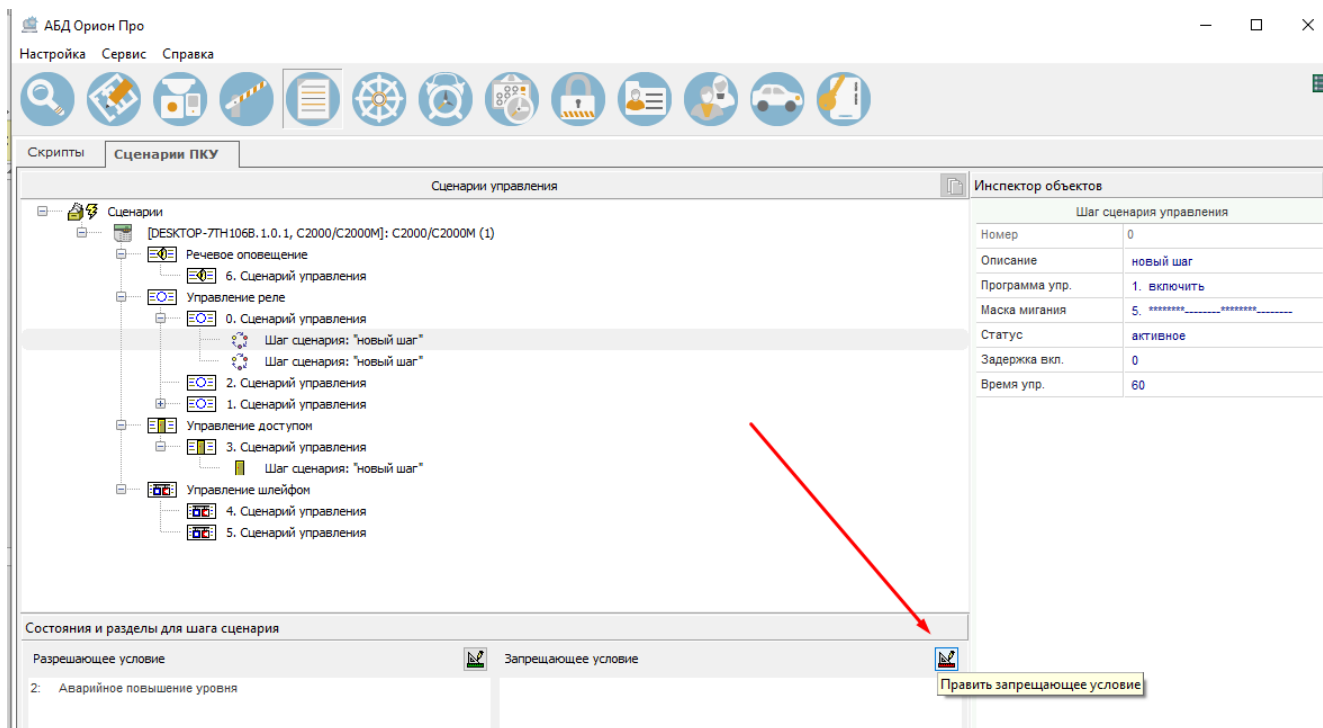 АБД Орион Про
Настройка Сервис Справка
Скрипты Сценарии ПКУ
Сценарии управления
Инспектор объектов
Сценарии
[DESKTOP-7TH106B.1.0.1, С2000/С2000М]: С2000/С2000М (1)
Речевое оповещение
6. Сценарий управления
Управление реле
0. Сценарий управления
Шаг сценария: "новый шаг"
Шаг сценария: "новый шаг"
2. Сценарий управления
1. Сценарий управления
Управление доступом
3. Сценарий управления
Шаг сценария: "новый шаг"
Управление шлейфом
4. Сценарий управления
5. Сценарий управления
Шаг сценария управления
Номер 0
Описание новый шаг
Программа упр. 1. включить
Маска мигания 5. ********--------********--------
Статус активное
Задержка вкл. 0
Время упр. 60
Состояния и разделы для шага сценария
Разрешающее условие
Запрещающее условие
Править запрещающее условие
2: Аварийное повышение уровня